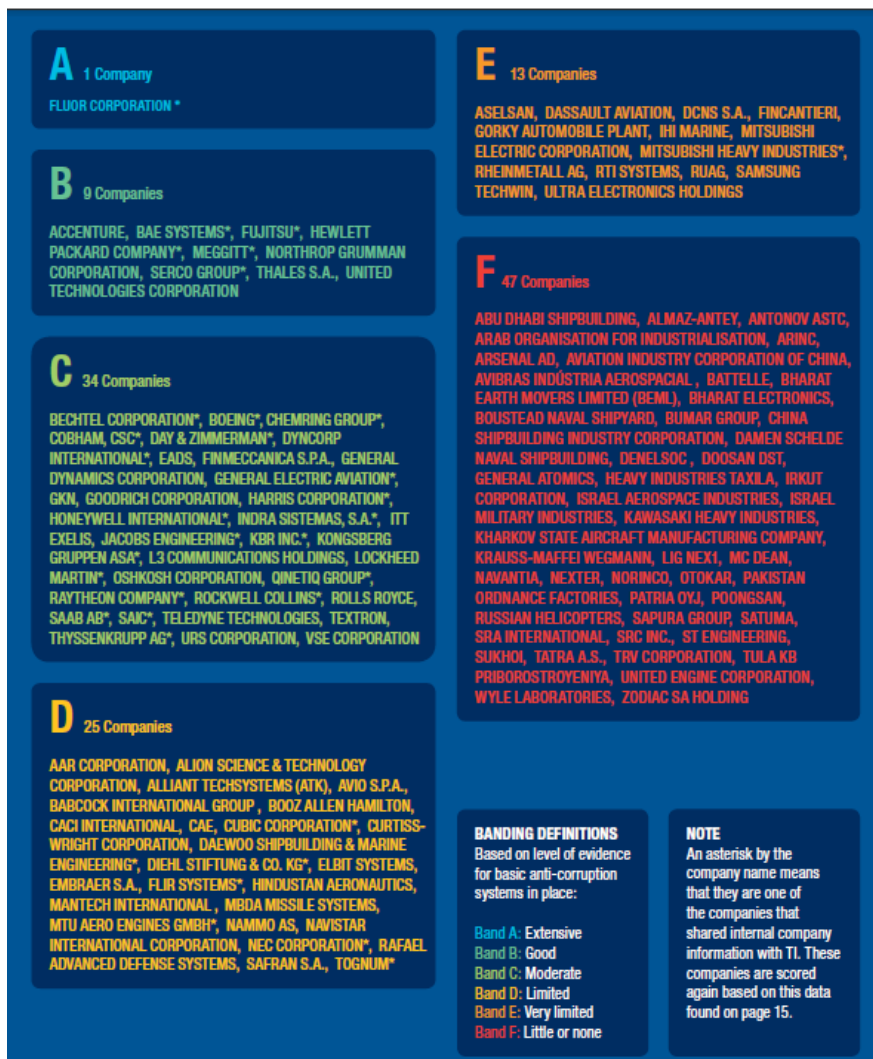 A 1 Company
FLUOR CORPORATION *
B 9 Companies
ACCENTURE, BAE SYSTEMS*, FUJITSU*, HEWLETT
PACKARD COMPANY*, MEGGITT*, NORTHROP GRUMMAN
CORPORATION, SERCO GROUP*, THALES S.A., UNITED
TECHNOLOGIES CORPORATION
C 34 Companies
BECHTEL CORPORATION*, BOEING*, CHEMRING GROUP*,
COBHAM, CSC*, DAY & ZIMMERMAN*, DYNCORP
INTERNATIONAL*, EADS, FINMECCANICA S.P.A., GENERAL
DYNAMICS CORPORATION, GENERAL ELECTRIC AVIATION*,
GKN, GOODRICH CORPORATION, HARRIS CORPORATION*,
HONEYWELL INTERNATIONAL*, INDRA SISTEMAS, S.A.*, ITT
EXELIS, JACOBS ENGINEERING*, KBR INC.*, KONGSBERG
GRUPPEN ASA*, L3 COMMUNICATIONS HOLDINGS, LOCKHEED
MARTIN*, OSHKOSH CORPORATION, QINETIQ GROUP*,
RAYTHEON COMPANY*, ROCKWELL COLLINS*, ROLLS ROYCE,
SAAB AB*, SAIC*, TELEDYNE TECHNOLOGIES, TEXTRON,
THYSSENKRUPP AG*, URS CORPORATION, VSE CORPORATION
D 25 Companies
AAR CORPORATION, ALION SCIENCE & TECHNOLOGY
CORPORATION, ALLIANT TECHSYSTEMS (ATK), AVIO S.P.A.,
BABCOCK INTERNATIONAL GROUP , BOOZ ALLEN HAMILTON,
CACI INTERNATIONAL, CAE, CUBIC CORPORATION*, CURTISS-
WRIGHT CORPORATION, DAEWOO SHIPBUILDING & MARINE
ENGINEERING*, DIEHL STIFTUNG & CO. KG*, ELBIT SYSTEMS,
EMBRAER S.A., FLIR SYSTEMS*, HINDUSTAN AERONAUTICS,
MANTECH INTERNATIONAL , MBDA MISSILE SYSTEMS,
MTU AERO ENGINES GMBH*, NAMMO AS, NAVISTAR
INTERNATIONAL CORPORATION, NEC CORPORATION*, RAFAEL
ADVANCED DEFENSE SYSTEMS, SAFRAN S.A., TOGNUM*
E 13 Companies
ASELSAN, DASSAULT AVIATION, DCNS S.A., FINCANTIERI,
GORKY AUTOMOBILE PLANT, IHI MARINE, MITSUBISHI
ELECTRIC CORPORATION, MITSUBISHI HEAVY INDUSTRIES*,
RHEINMETALL AG, RTI SYSTEMS, RUAG, SAMSUNG
TECHWIN, ULTRA ELECTRONICS HOLDINGS
F 47 Companies
ABU DHABI SHIPBUILDING, ALMAZ-ANTEY, ANTONOV ASTC,
ARAB ORGANISATION FOR INDUSTRIALISATION, ARINC,
ARSENAL AD, AVIATION INDUSTRY CORPORATION OF CHINA,
AVIBRAS INDÚSTRIA AEROSPACIAL , BATTELLE, BHARAT
EARTH MOVERS LIMITED (BEML), BHARAT ELECTRONICS,
BOUSTEAD NAVAL SHIPYARD, BUMAR GROUP, CHINA
SHIPBUILDING INDUSTRY CORPORATION, DAMEN SCHELDE
NAVAL SHIPBUILDING, DENELSOC , DOOSAN DST,
GENERAL ATOMICS, HEAVY INDUSTRIES TAXILA, IRKUT
CORPORATION, ISRAEL AEROSPACE INDUSTRIES, ISRAEL
MILITARY INDUSTRIES, KAWASAKI HEAVY INDUSTRIES,
KHARKOV STATE AIRCRAFT MANUFACTURING COMPANY,
KRAUSS-MAFFEI WEGMANN, LIG NEX1, MC DEAN,
NAVANTIA, NEXTER, NORINCO, OTOKAR, PAKISTAN
ORDNANCE FACTORIES, PATRIA OYJ, POONGSAN,
RUSSIAN HELICOPTERS, SAPURA GROUP, SATUMA,
SRA INTERNATIONAL, SRC INC., ST ENGINEERING,
SUKHOI, TATRA A.S., TRV CORPORATION, TULA KB
PRIBOROSTROYENIYA, UNITED ENGINE CORPORATION,
WYLE LABORATORIES, ZODIAC SA HOLDING
BANDING DEFINITIONS
Based on level of evidence
for basic anti-corruption
systems in place:
Band A: Extensive
Band B: Good
Band C: Moderate
Band D: Limited
Band E: Very limited
Band F: Little or none
NOTE
An asterisk by the
company name means
that they are one of
the companies that
shared internal company
information with TI. These
companies are scored
again based on this data
found on page 15.